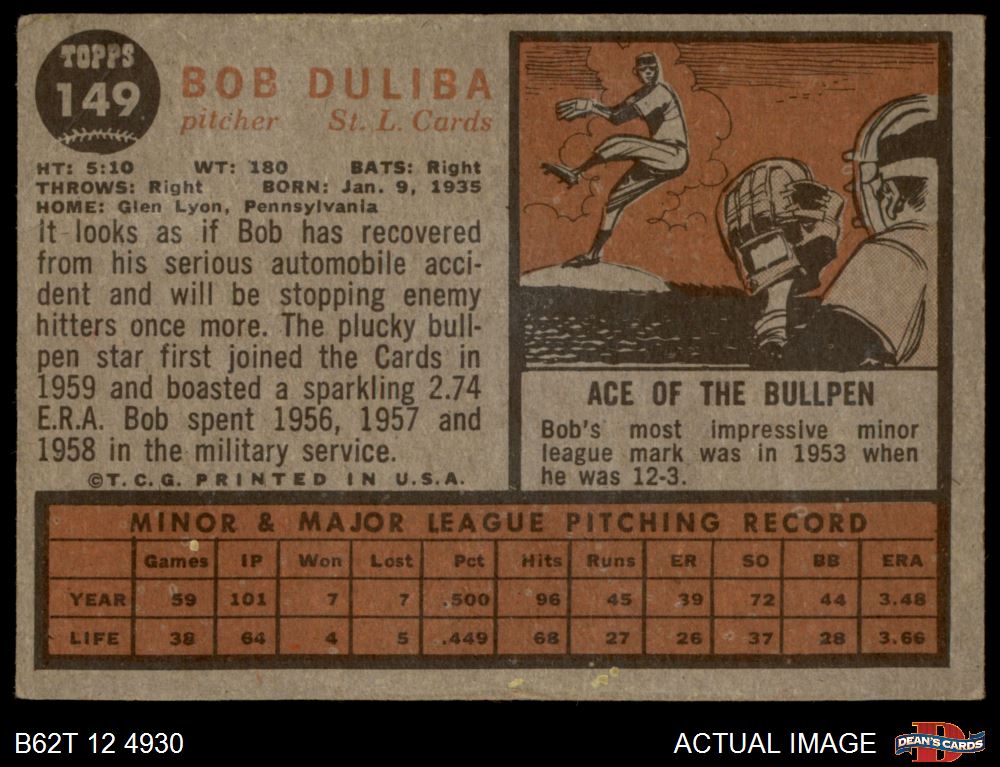 TOPPS
149
BOB DULIBA
pitcher St. L. Cards
HT: 5:10 WT: 180 BATS: Right
THROWS: Right BORN: Jan. 9, 1935
HOME: Glen Lyon, Pennsylvania
It looks as if Bob has recovered
from his serious automobile acci-
dent and will be stopping enemy
hitters once more. The plucky bull-
pen star first joined the Cards in
1959 and boasted a sparkling 2.74
E.R.A. Bob spent 1956, 1957 and
1958 in the military service.
©T.C.G. PRINTED IN U.S.A.
ACE OF THE BULLPEN
Bob's most impressive minor
league mark was in 1953 when
he was 12-3.
MINOR & MAJOR LEAGUE PITCHING RECORD
Games IP Won Lost Pct Hits Runs ER SO BB ERA
YEAR 59 101 7 7 .500 96 45 39 72 44 3.48
LIFE 38 64 4 5 .449 68 27 26 37 28 3.66
B62T 12 4930 ACTUAL IMAGE
D
DEAN'S CARDS